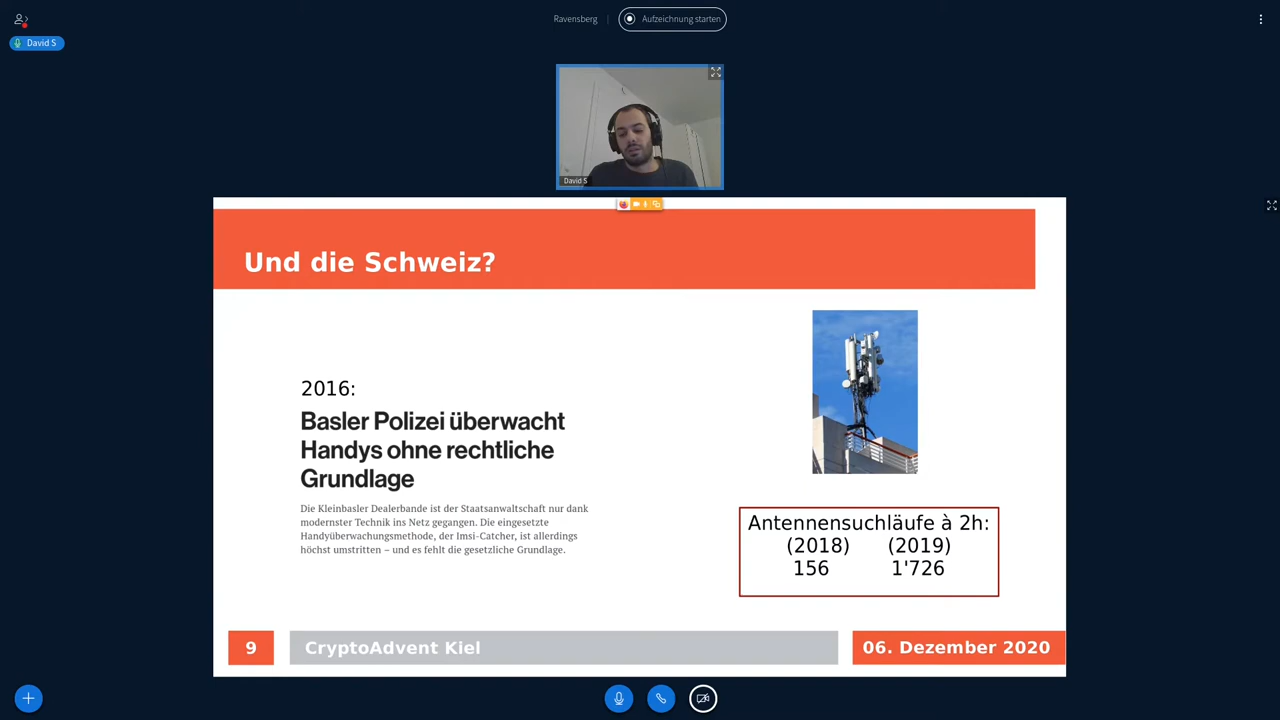 Ravensberg
Aufzeichnung starten
David S
David S
Und die Schweiz?
2016:
Basler Polizei überwacht
Handys ohne rechtliche
Grundlage
Die Kleinbasler Dealerbande ist der Staatsanwaltschaft nur dank
modernster Technik ins Netz gegangen. Die eingesetzte
Handyüberwachungsmethode, der Imsi-Catcher, ist allerdings
höchst umstritten – und es fehlt die gesetzliche Grundlage.
Antennensuchläufe à 2h:
(2018) (2019)
156 1'726
9
CryptoAdvent Kiel
06. Dezember 2020